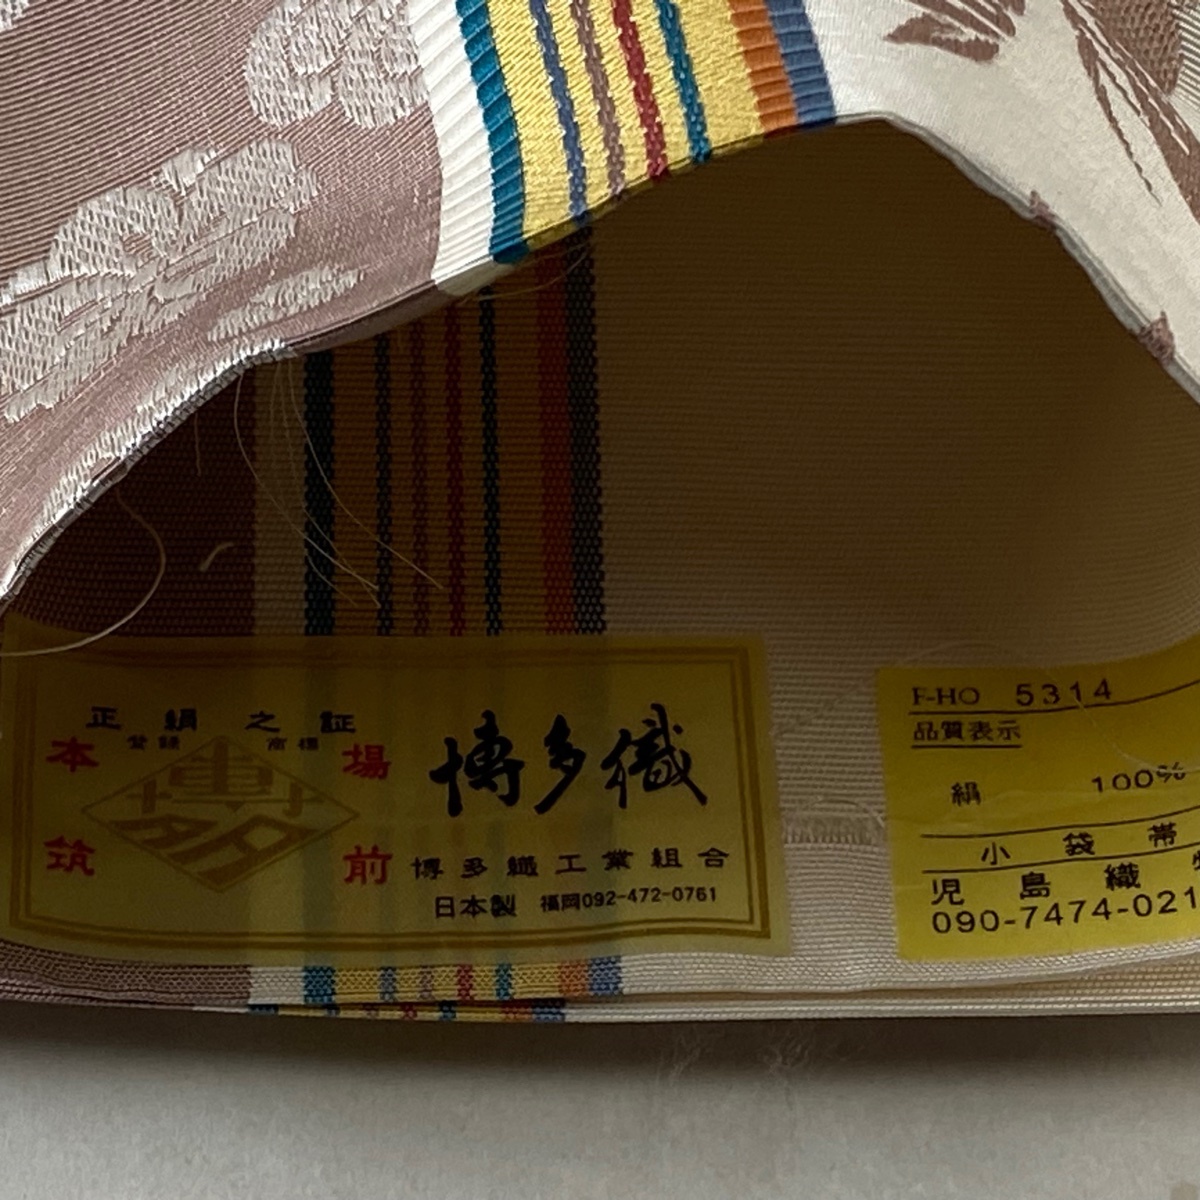 正絹之証
登録 商標
本 場
博多
筑 前
博多織
博多織工業組合
日本製 福岡092-472-0761
F-HO 5314
品質表示
絹 100%
小袋帯
児島織
090-7474-021